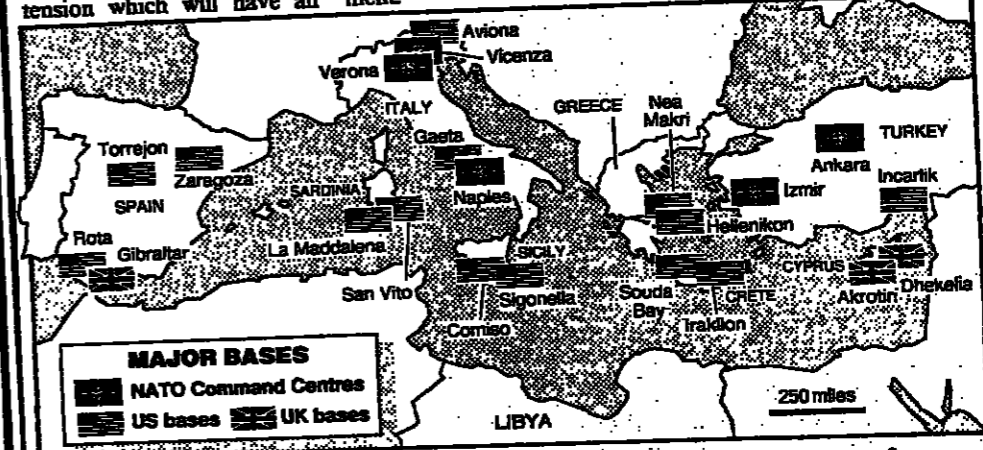 tension which will have an
Aviona
Vicenza
Verona
ITALY
GREECE
Nea
Makri
TURKEY
Gaeta
Torrejon
Zaragoza
Ankara
Incarlik
SPAIN
SARDINIA
Naples
Izmir
Rota
Gibraltar
La Maddalena
Hellenikon
SICILY
CYPRUS
San Vito
Sigonella
Souda
Bay
CRETE
Akrotiri
Dhekelia
Comiso
Iraklion
MAJOR BASES
NATO Command Centres
US bases
UK bases
250 miles
LIBYA